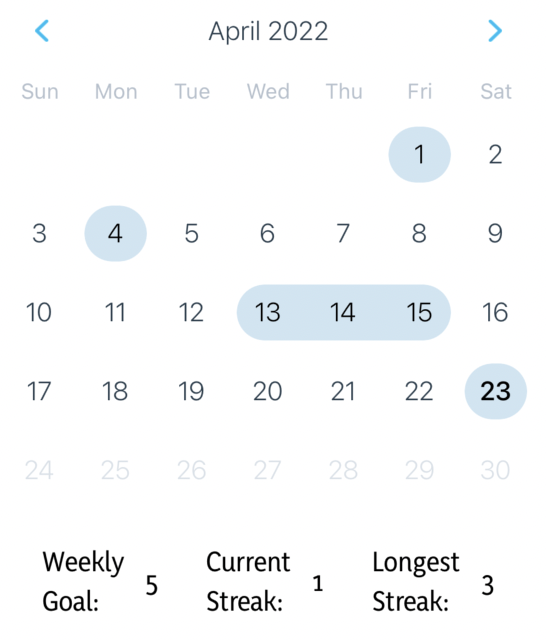 April 2022
Sun Mon Tue Wed Thu Fri Sat
1 2
3 4 5 6 7 8 9
10 11 12 13 14 15 16
17 18 19 20 21 22 23
24 25 26 27 28 29 30
Weekly Goal: 5
Current Streak: 1
Longest Streak: 3